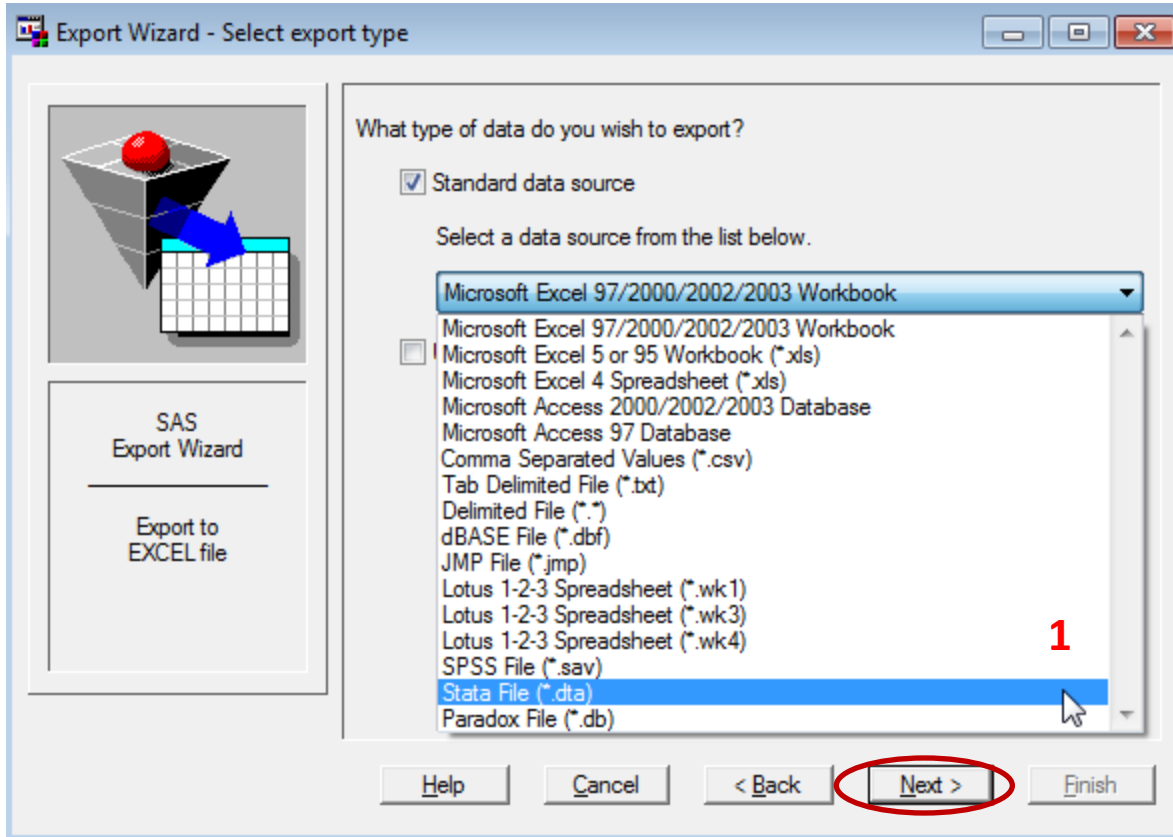 Export Wizard - Select export type
What type of data do you wish to export?
Standard data source
Select a data source from the list below.
Microsoft Excel 97/2000/2002/2003 Workbook
Microsoft Excel 97/2000/2002/2003 Workbook
Microsoft Excel 5 or 95 Workbook (*.xls)
Microsoft Excel 4 Spreadsheet (*.xls)
Microsoft Access 2000/2002/2003 Database
Microsoft Access 97 Database
Comma Separated Values (*.csv)
Tab Delimited File (*.txt)
Delimited File (*.*)
dBASE File (*.dbf)
JMP File (*.jmp)
Lotus 1-2-3 Spreadsheet (*.wk1)
Lotus 1-2-3 Spreadsheet (*.wk3)
Lotus 1-2-3 Spreadsheet (*.wk4)
1
SPSS File (*.sav)
Stata File (*.dta)
Paradox File (*.db)
SAS
Export Wizard
Export to
EXCEL file
Help Cancel < Back Next > Finish